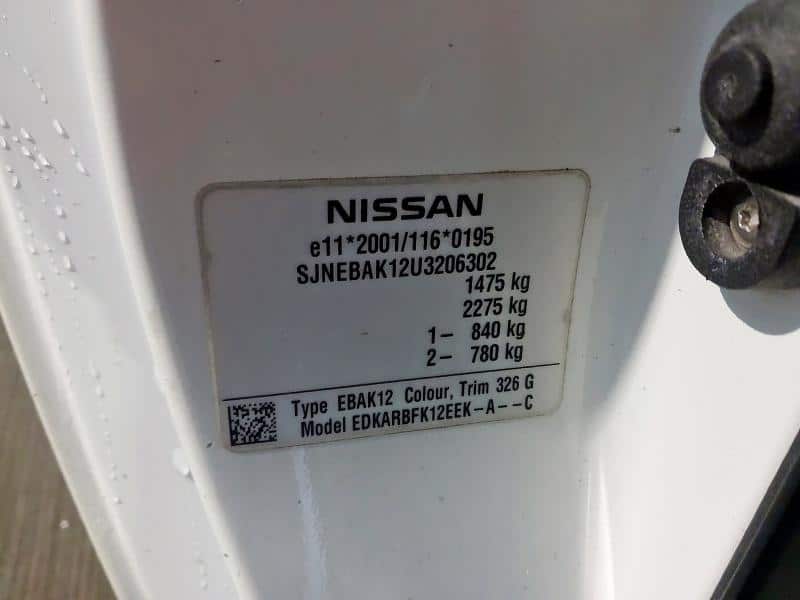 NISSAN
e11*2001/116*0195
SJNEBAK12U3206302
1475 kg
2275 kg
1- 840 kg
2- 780 kg
Type EBAK12 Colour, Trim 326 G
Model EDKARBFK12EEK-A--C